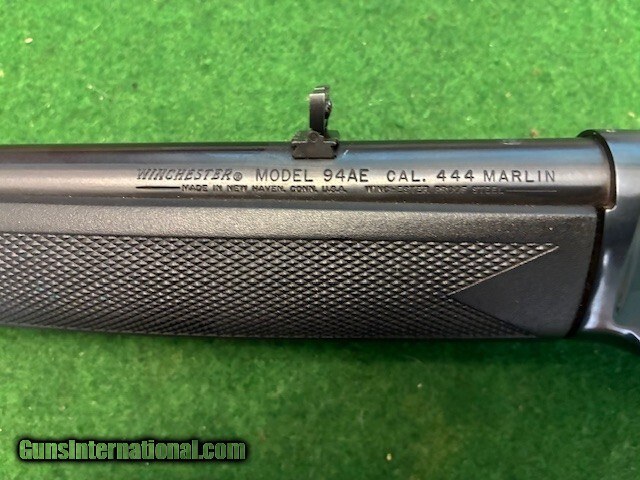 WINCHESTER® MODEL 94AE CAL. 444 MARLIN
MADE IN NEW HAVEN, CONN. U.S.A. WINCHESTER PROOF STEEL
GunsInternational.com